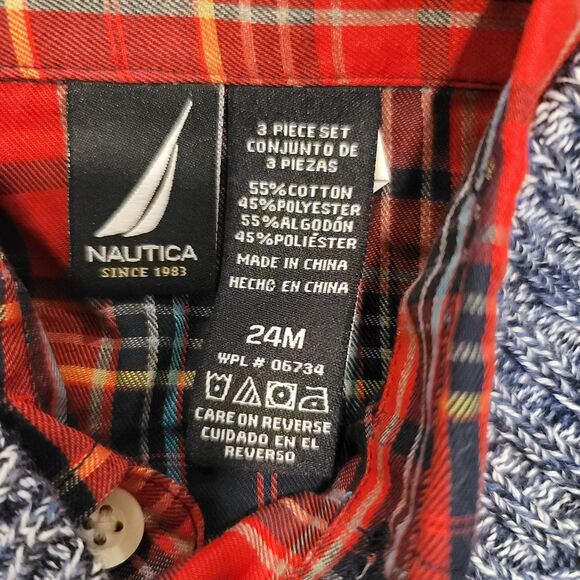 NAUTICA
SINCE 1983
3 PIECE SET
CONJUNTO DE
3 PIEZAS
55% COTTON
45% POLYESTER
55% ALGODÓN
45% POLIÉSTER
MADE IN CHINA
HECHO EN CHINA
24M
WPL # 06734
CARE ON REVERSE
CUIDADO EN EL
REVERSO